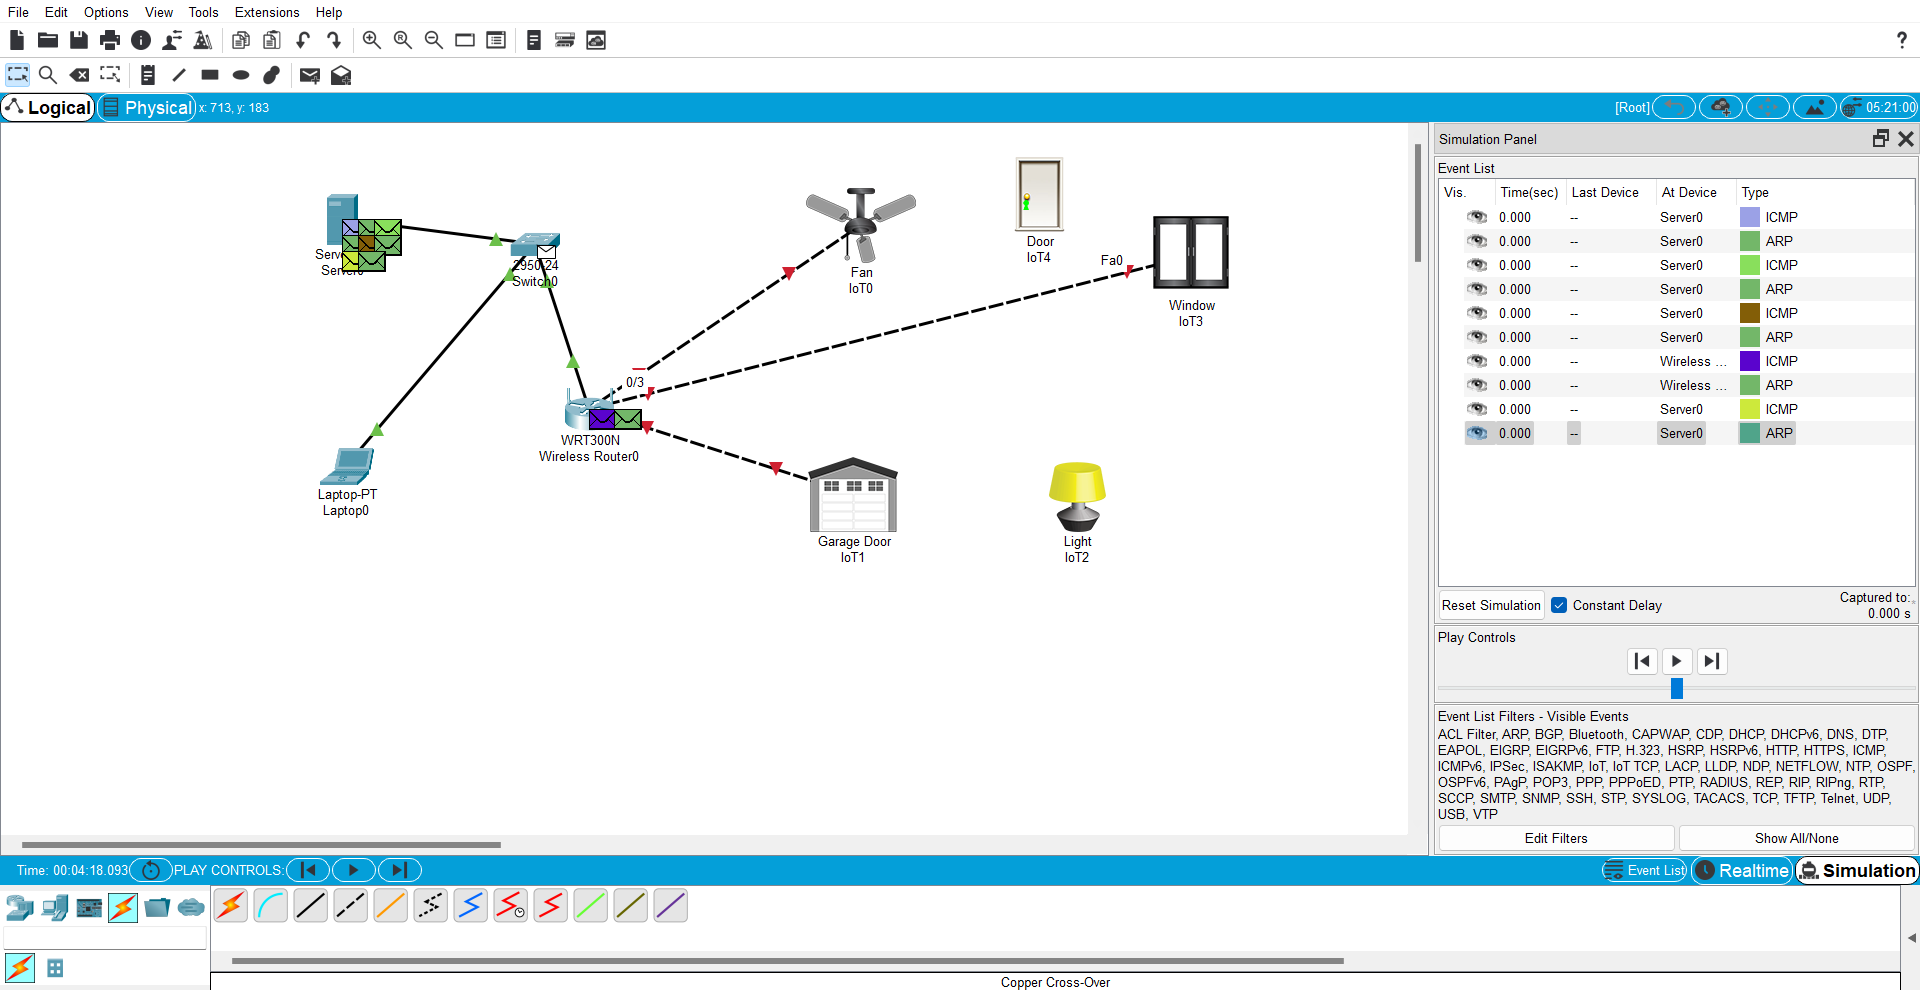 File Edit Options View Tools Extensions Help
?
Logical Physical x: 713, y: 183 [Root] 05:21:00
Simulation Panel
Event List
Vis. Time(sec) Last Device At Device Type
0.000 -- Server0 ICMP
0.000 -- Server0 ARP
0.000 -- Server0 ICMP
0.000 -- Server0 ARP
0.000 -- Server0 ICMP
0.000 -- Server0 ARP
0.000 -- Wireless ... ICMP
0.000 -- Wireless ... ARP
0.000 -- Server0 ICMP
0.000 -- Server0 ARP
Reset Simulation Constant Delay Captured to:
0.000 s
Play Controls
Event List Filters - Visible Events
ACL Filter, ARP, BGP, Bluetooth, CAPWAP, CDP, DHCP, DHCPv6, DNS, DTP,
EAPOL, EIGRP, EIGRPv6, FTP, H.323, HSRP, HSRPv6, HTTP, HTTPS, ICMP,
ICMPv6, IPSec, ISAKMP, IoT, IoT TCP, LACP, LLDP, NDP, NETFLOW, NTP, OSPF,
OSPFv6, PAgP, POP3, PPP, PPPoED, PTP, RADIUS, REP, RIP, RIPng, RTP,
SCCP, SMTP, SNMP, SSH, STP, SYSLOG, TACACS, TCP, TFTP, Telnet, UDP,
USB, VTP
Edit Filters Show All/None
Door
IoT4
Fan
IoT0
Fa0
Window
IoT3
2950-24
Switch0
0/3
WRT300N
Wireless Router0
Laptop-PT
Laptop0
Garage Door
IoT1
Light
IoT2
Time: 00:04:18.093 PLAY CONTROLS: Event List Realtime Simulation
Copper Cross-Over